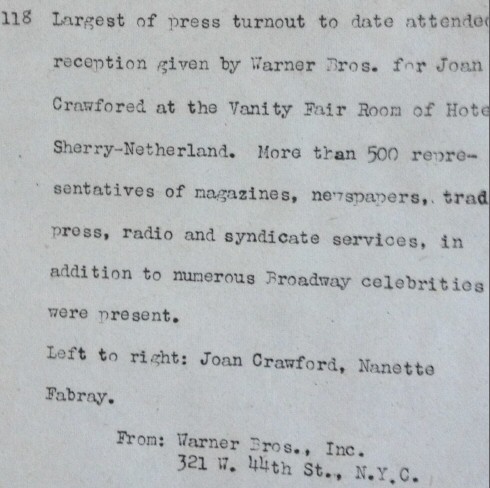 118 Largest of press turnout to date attended
reception given by Warner Bros. for Joan
Crawfored at the Vanity Fair Room of Hote
Sherry-Netherland. More than 500 repre-
sentatives of magazines, newspapers,. trad
press, radio and syndicate services, in
addition to numerous Broadway celebrities
were present.
Left to right: Joan Crawford, Nanette
Fabray.
From: Warner Bros., Inc.
321 W. 44th St., N.Y.C.